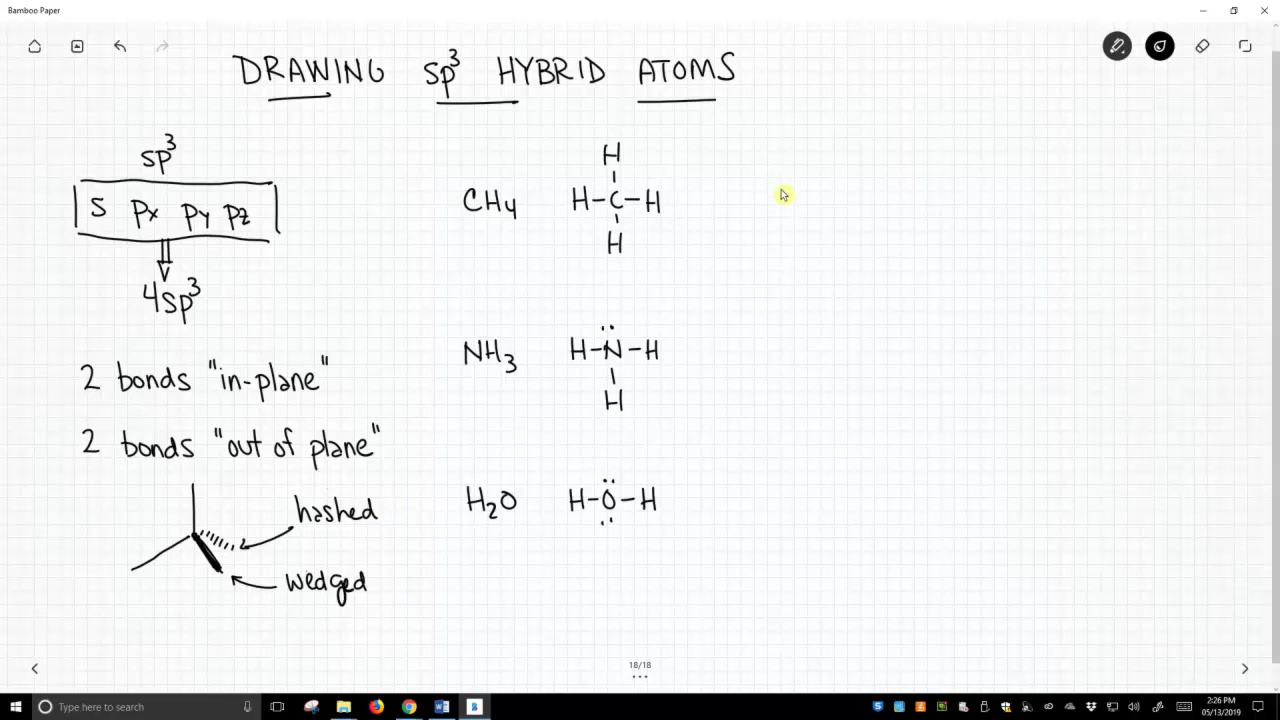 Bamboo Paper
DRAWING sp³ HYBRID ATOMS
sp³
S px py pz
4sp³
2 bonds "in-plane"
2 bonds "out of plane"
hashed
wedged
CH4
H
H-C-H
H
NH3
H-N-H
H
H2O
H-O-H
18/18
Type here to search
2:26 PM
05/13/2019